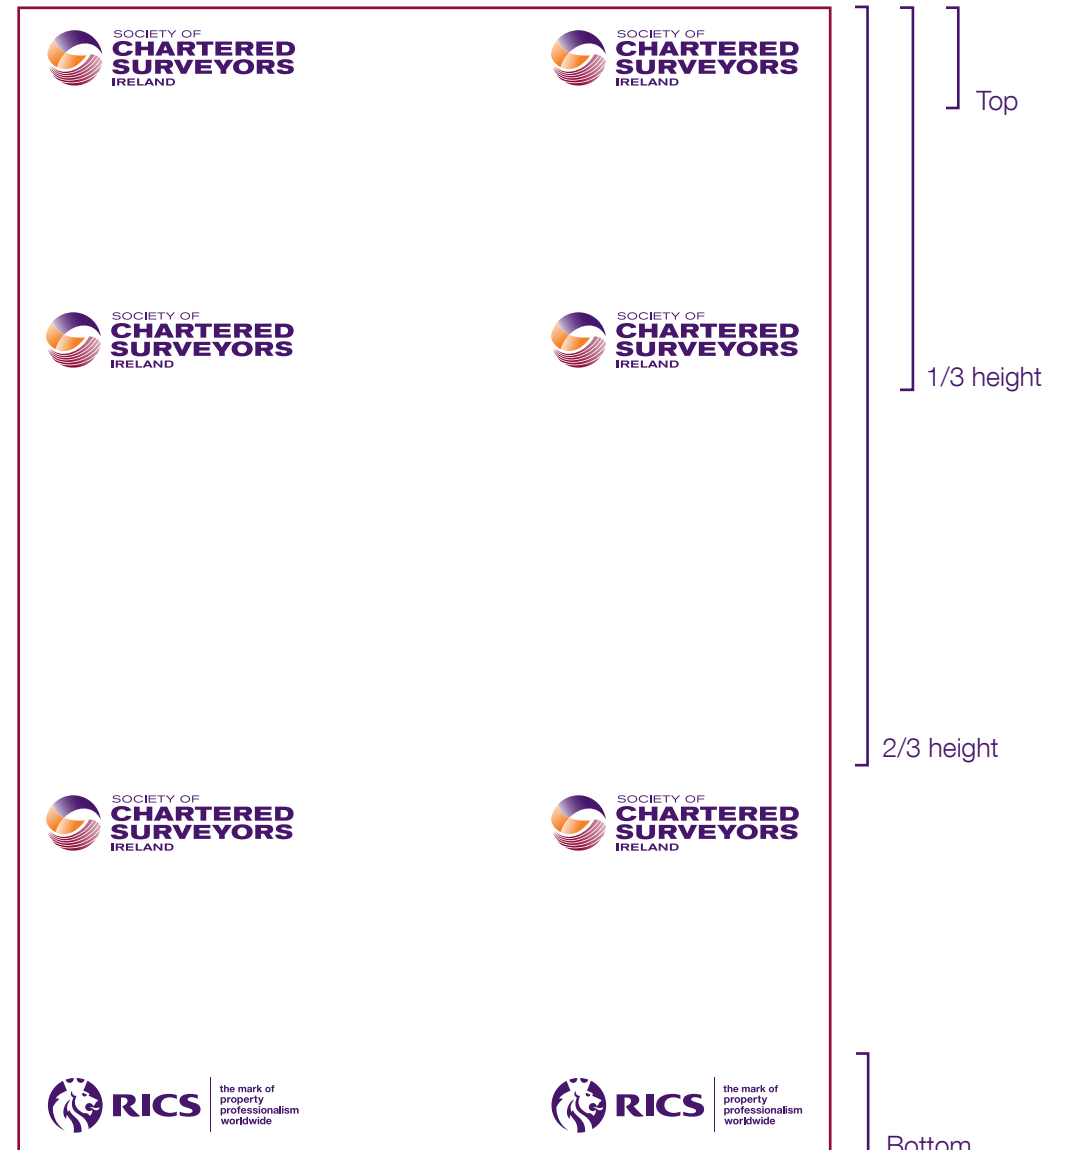 SOCIETY OF
CHARTERED
SURVEYORS
IRELAND
SOCIETY OF
CHARTERED
SURVEYORS
IRELAND
Top
SOCIETY OF
CHARTERED
SURVEYORS
IRELAND
SOCIETY OF
CHARTERED
SURVEYORS
IRELAND
1/3 height
2/3 height
SOCIETY OF
CHARTERED
SURVEYORS
IRELAND
SOCIETY OF
CHARTERED
SURVEYORS
IRELAND
RICS
the mark of
property
professionalism
worldwide
RICS
the mark of
property
professionalism
worldwide
Bottom